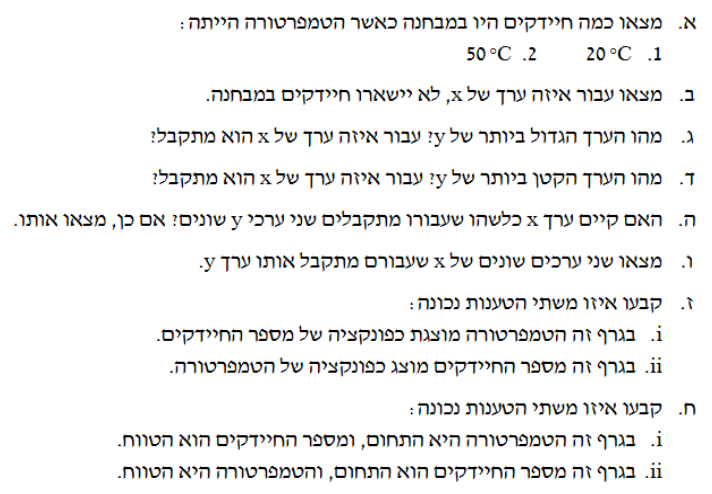 א. מצאו כמה חיידקים היו במבחנה כאשר הטמפרטורה הייתה:
1. 20 °C 2. 50 °C
ב. מצאו עבור איזה ערך של x, לא יישארו חיידקים במבחנה.
ג. מהו הערך הגדול ביותר של y? עבור איזה ערך של x הוא מתקבל?
ד. מהו הערך הקטן ביותר של y? עבור איזה ערך של x הוא מתקבל?
ה. האם קיים ערך x כלשהו שעבורו מתקבלים שני ערכי y שונים? אם כן, מצאו אותו.
ו. מצאו שני ערכים שונים של x שעבורם מתקבל אותו ערך y.
ז. קבעו איזו משתי הטענות נכונה:
i. בגרף זה הטמפרטורה מוצגת כפונקציה של מספר החיידקים.
ii. בגרף זה מספר החיידקים מוצג כפונקציה של הטמפרטורה.
ח. קבעו איזו משתי הטענות נכונה:
i. בגרף זה הטמפרטורה היא התחום, ומספר החיידקים הוא הטווח.
ii. בגרף זה מספר החיידקים הוא התחום, והטמפרטורה היא הטווח.